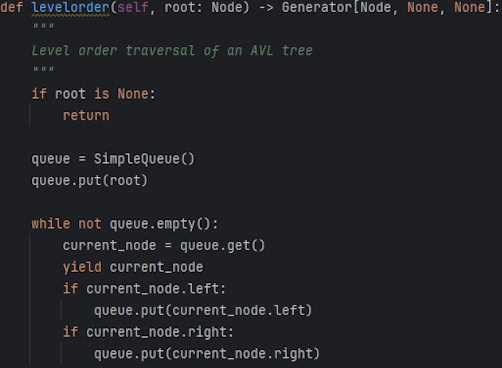 def levelorder(self, root: Node) -> Generator[Node, None, None]:
    """
    Level order traversal of an AVL tree
    """
    if root is None:
        return

    queue = SimpleQueue()
    queue.put(root)

    while not queue.empty():
        current_node = queue.get()
        yield current_node
        if current_node.left:
            queue.put(current_node.left)
        if current_node.right:
            queue.put(current_node.right)